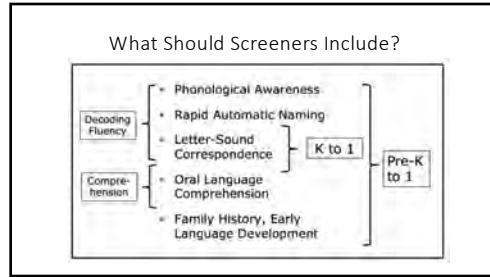 What Should Screeners Include?
Decoding
Fluency
Compre-
hension
• Phonological Awareness
• Rapid Automatic Naming
• Letter-Sound
Correspondence
• Oral Language
Comprehension
• Family History, Early
Language Development
K to 1
Pre-K
to 1